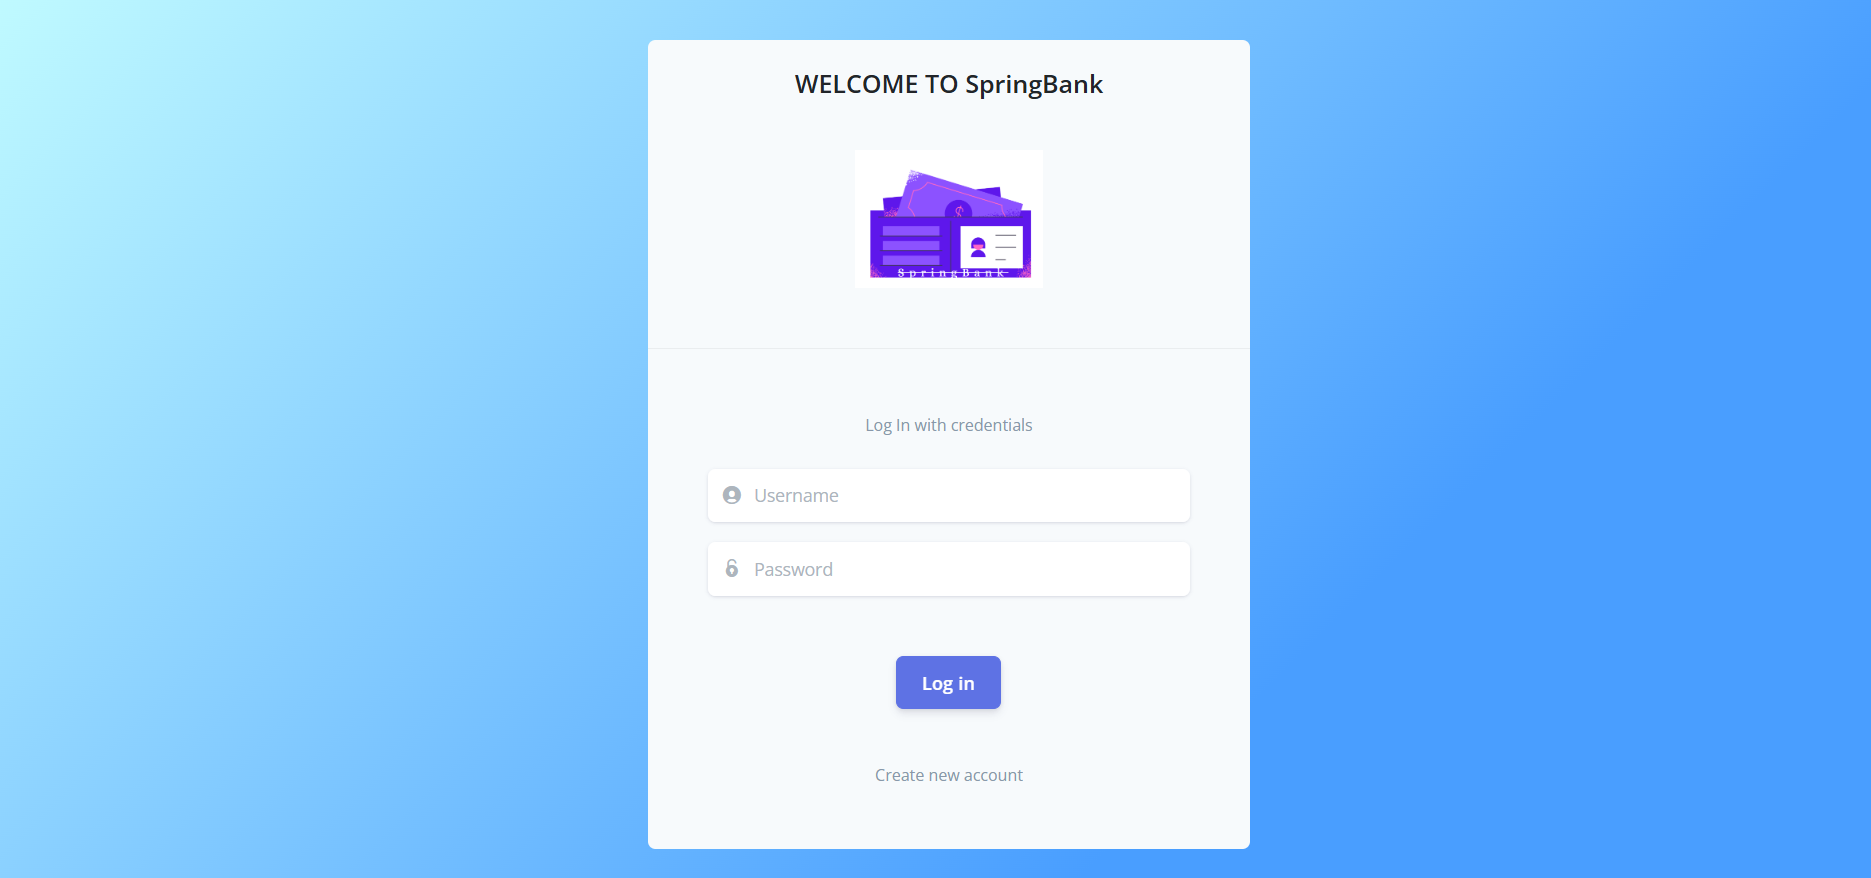 WELCOME TO SpringBank
$
SpringBank
Log In with credentials
Username
Password
Log in
Create new account